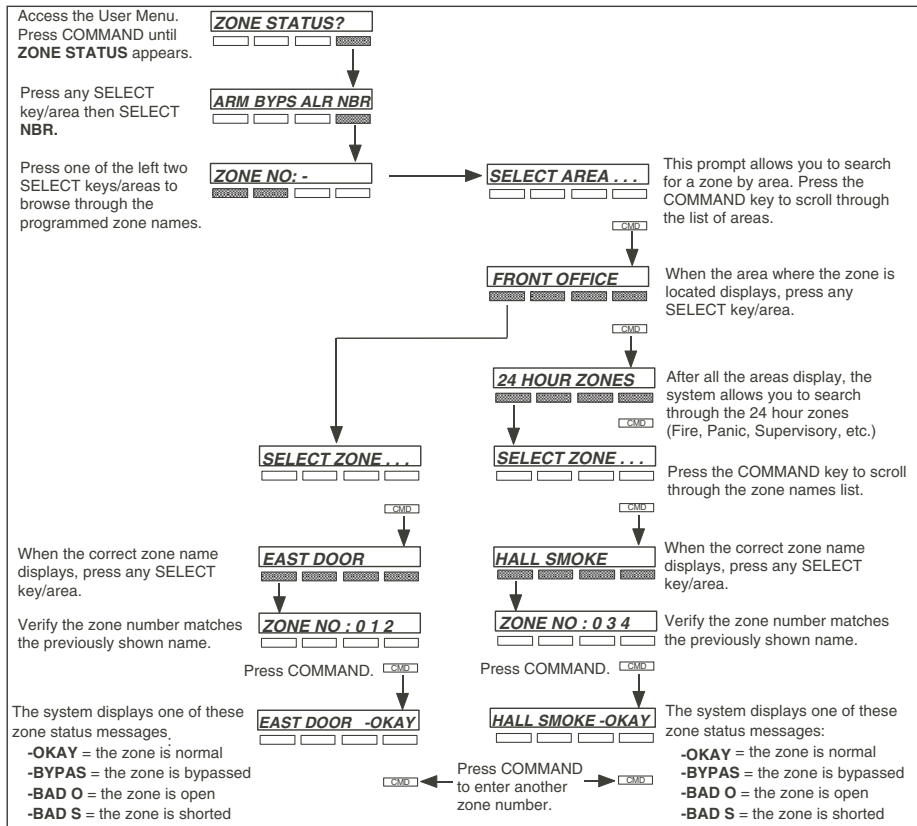 Access the User Menu.
Press COMMAND until
ZONE STATUS appears.
ZONE STATUS?
Press any SELECT
key/area then SELECT
NBR.
ARM BYPS ALR NBR
Press one of the left two
SELECT keys/areas to
browse through the
programmed zone names.
ZONE NO: -
SELECT AREA . . .
This prompt allows you to search
for a zone by area. Press the
COMMAND key to scroll through
the list of areas.
CMD
FRONT OFFICE
When the area where the zone is
located displays, press any
SELECT key/area.
CMD
24 HOUR ZONES
After all the areas display, the
system allows you to search
through the 24 hour zones
(Fire, Panic, Supervisory, etc.)
CMD
SELECT ZONE . . .
SELECT ZONE . . .
Press the COMMAND key to scroll
through the zone names list.
CMD
CMD
When the correct zone name
displays, press any SELECT
key/area.
EAST DOOR
HALL SMOKE
When the correct zone name
displays, press any SELECT
key/area.
Verify the zone number matches
the previously shown name.
ZONE NO : 0 1 2
ZONE NO : 0 3 4
Verify the zone number matches
the previously shown name.
Press COMMAND. CMD
Press COMMAND. CMD
The system displays one of these
zone status messages:
-OKAY = the zone is normal
-BYPAS = the zone is bypassed
-BAD O = the zone is open
-BAD S = the zone is shorted
EAST DOOR -OKAY
HALL SMOKE -OKAY
The system displays one of these
zone status messages:
-OKAY = the zone is normal
-BYPAS = the zone is bypassed
-BAD O = the zone is open
-BAD S = the zone is shorted
CMD
Press COMMAND
to enter another
zone number.
CMD